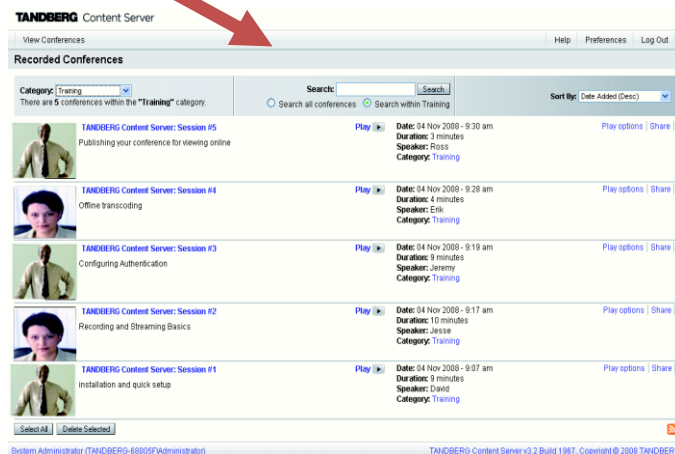 TANDBERG Content Server
View Conferences Help Preferences Log Out
Recorded Conferences
Category: Training Search: Search Sort By: Date Added (Desc)
There are 5 conferences within the "Training" category. Search all conferences Search within Training
TANDBERG Content Server: Session #5 Play Date: 04 Nov 2008 - 9:30 am Play options Share
Publishing your conference for viewing online Duration: 3 minutes
Speaker: Ross
Category: Training
TANDBERG Content Server: Session #4 Play Date: 04 Nov 2008 - 9:28 am Play options Share
Offline transcoding Duration: 4 minutes
Speaker: Erik
Category: Training
TANDBERG Content Server: Session #3 Play Date: 04 Nov 2008 - 9:19 am Play options Share
Configuring Authentication Duration: 9 minutes
Speaker: Jeremy
Category: Training
TANDBERG Content Server: Session #2 Play Date: 04 Nov 2008 - 9:17 am Play options Share
Recording and Streaming Basics Duration: 10 minutes
Speaker: Jesse
Category: Training
TANDBERG Content Server: Session #1 Play Date: 04 Nov 2008 - 9:07 am Play options Share
installation and quick setup Duration: 9 minutes
Speaker: David
Category: Training
Select All Delete Selected
System Administrator (TANDBERG-68005F\Administrator) TANDBERG Content Server v3.2 Build 1967. Copyright © 2008 TANDBER